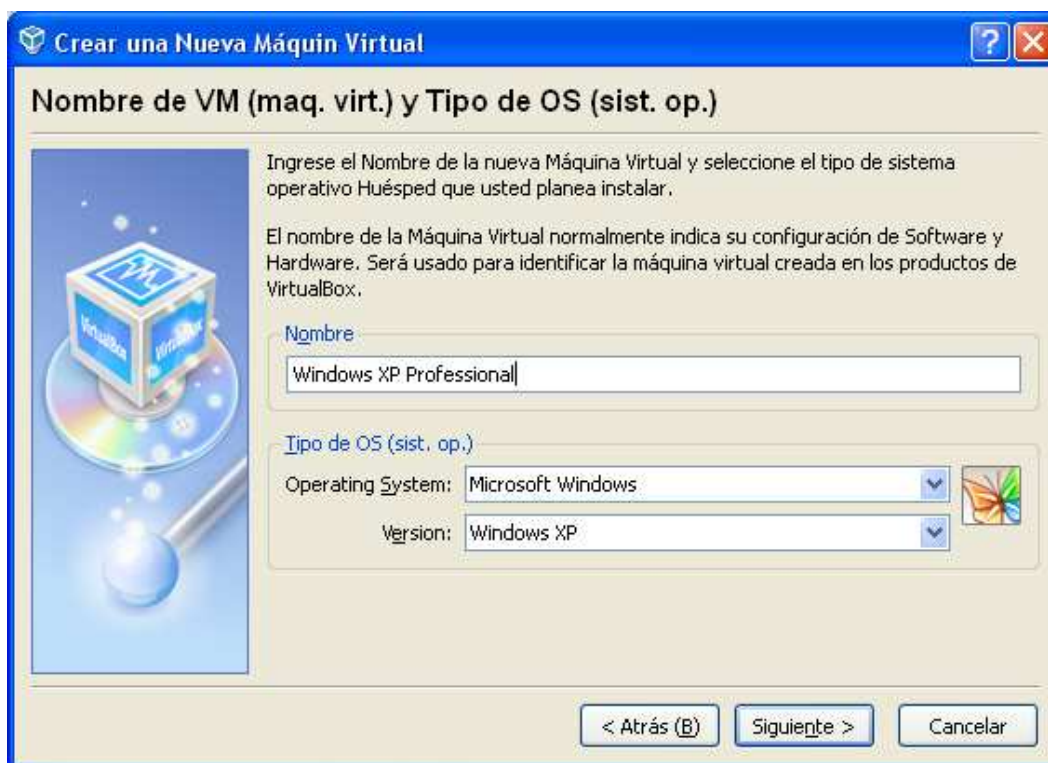 Crear una Nueva Máquin Virtual
Nombre de VM (maq. virt.) y Tipo de OS (sist. op.)
Ingrese el Nombre de la nueva Máquina Virtual y seleccione el tipo de sistema
operativo Huésped que usted planea instalar.
El nombre de la Máquina Virtual normalmente indica su configuración de Software y
Hardware. Será usado para identificar la máquina virtual creada en los productos de
VirtualBox.
VirtualBox
VirtualBox
Nombre
Windows XP Professional
Tipo de OS (sist. op.)
Operating System: Microsoft Windows
Version: Windows XP
< Atrás (B) Siguiente > Cancelar